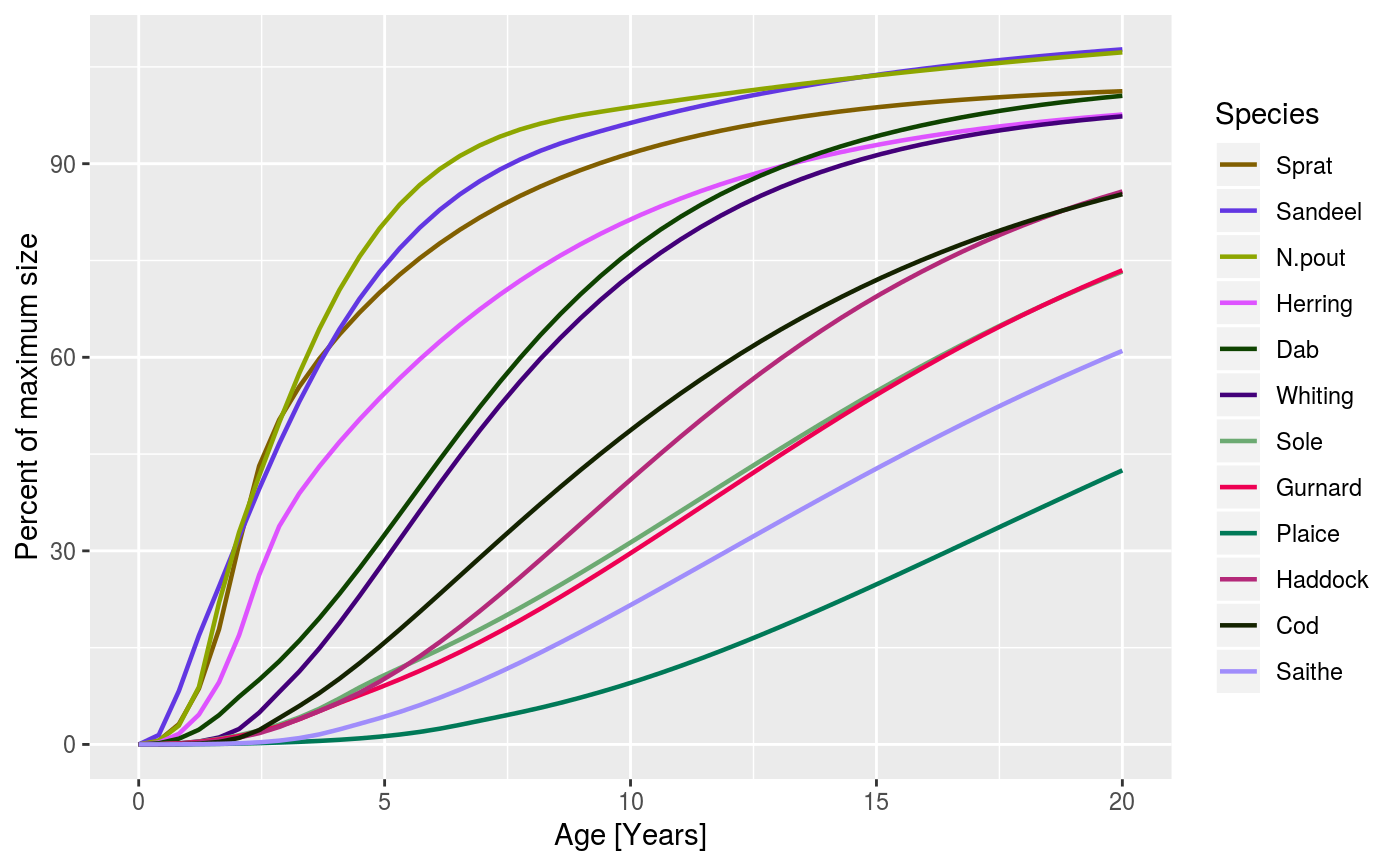 Percent of maximum size
90
60
30
0
0 5 10 15 20
Age [Years]
Species
Sprat
Sandeel
N.pout
Herring
Dab
Whiting
Sole
Gurnard
Plaice
Haddock
Cod
Saithe